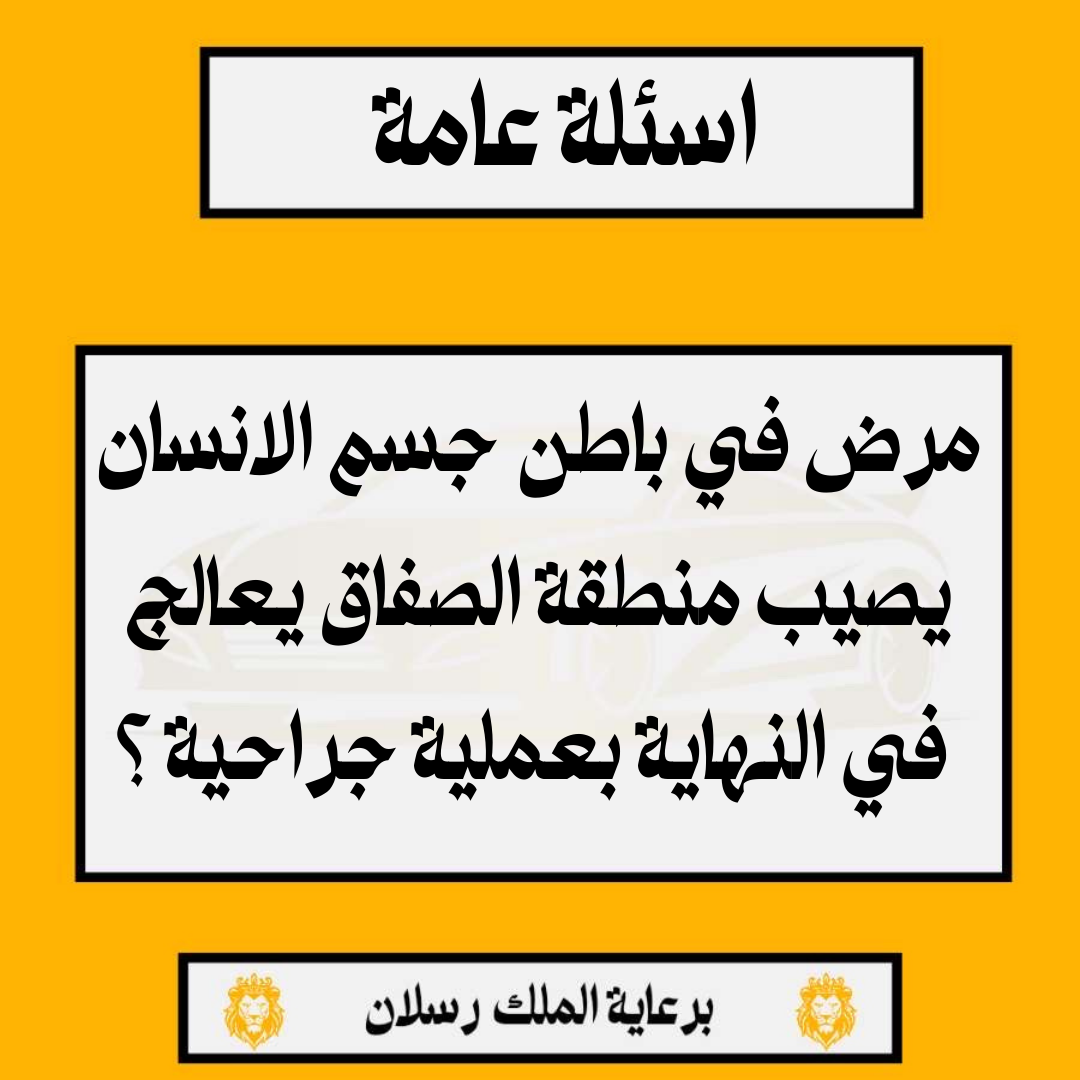 اسئلة عامة
مرض في باطن جسم الانسان
يصيب منطقة الصفاق يعالج
في النهاية بعملية جراحية ؟
برعاية الملك رسلان